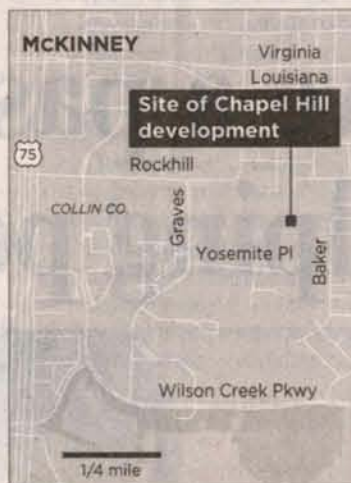 McKINNEY
Virginia
Louisiana
Site of Chapel Hill
development
75
Rockhill
COLLIN CO.
Graves
Yosemite Pl
Baker
Wilson Creek Pkwy
1/4 mile